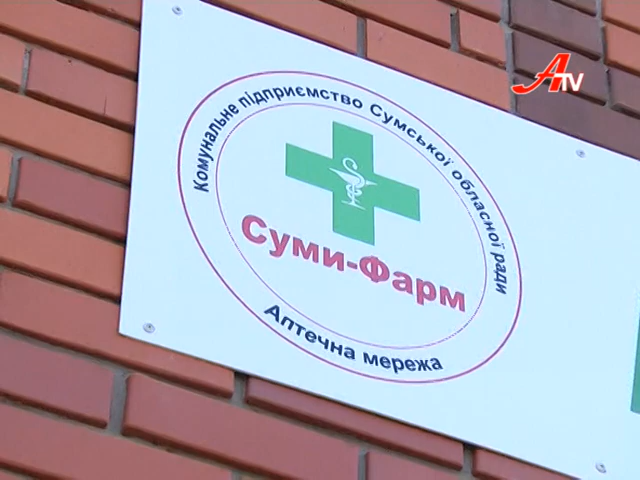 ATV
Комунальне підприємство Сумської обласної ради
Суми-Фарм
Аптечна мережа